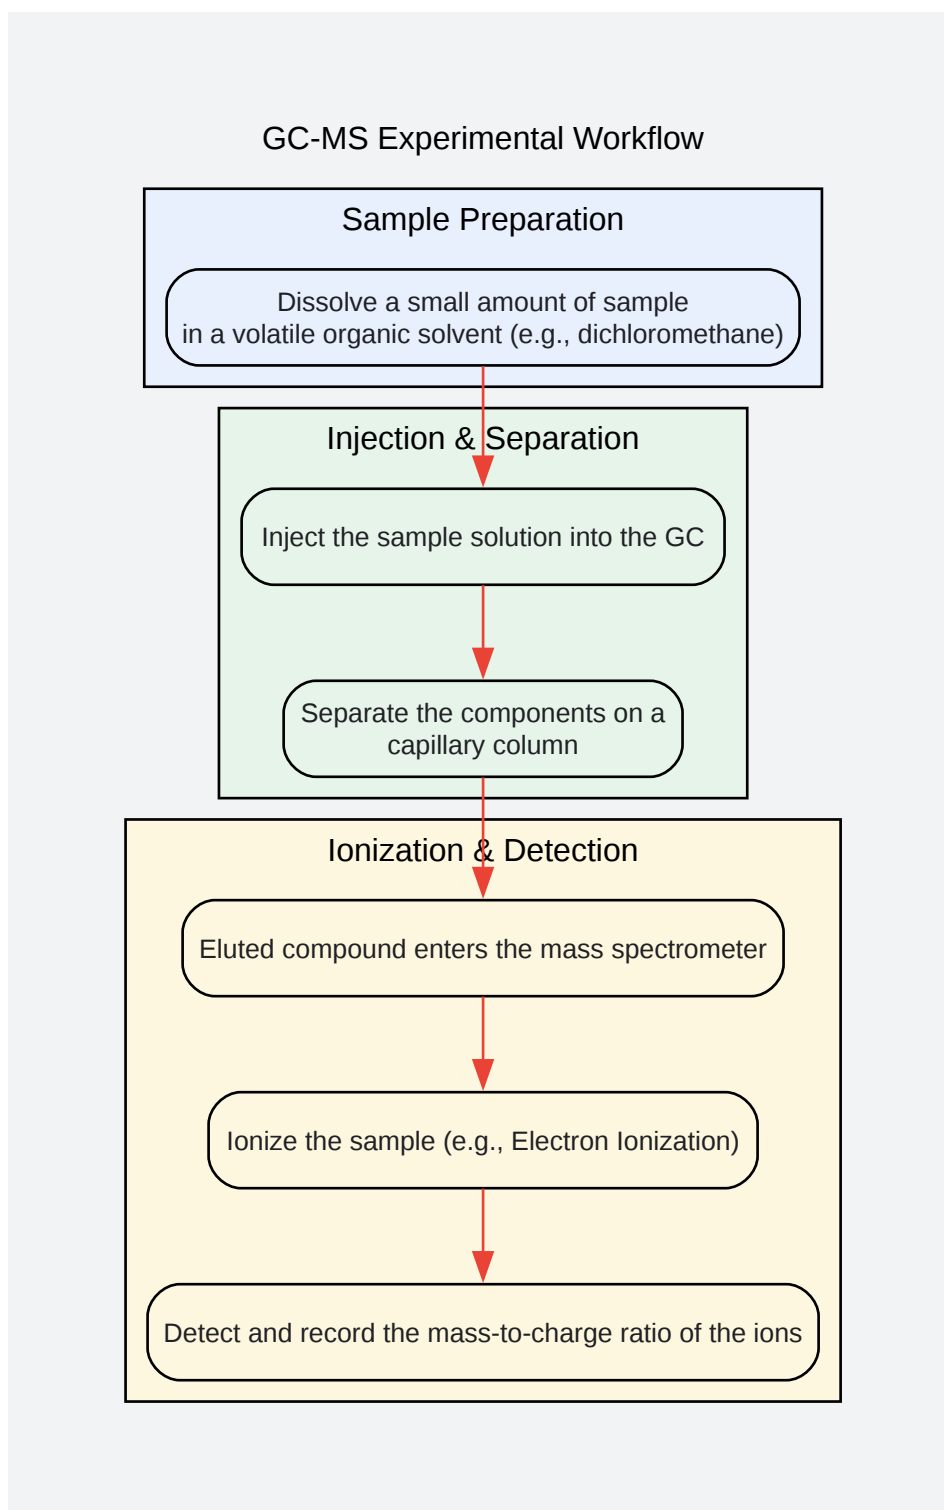 GC-MS Experimental Workflow
Sample Preparation
Dissolve a small amount of sample
in a volatile organic solvent (e.g., dichloromethane)
Injection & Separation
Inject the sample solution into the GC
Separate the components on a
capillary column
Ionization & Detection
Eluted compound enters the mass spectrometer
Ionize the sample (e.g., Electron Ionization)
Detect and record the mass-to-charge ratio of the ions